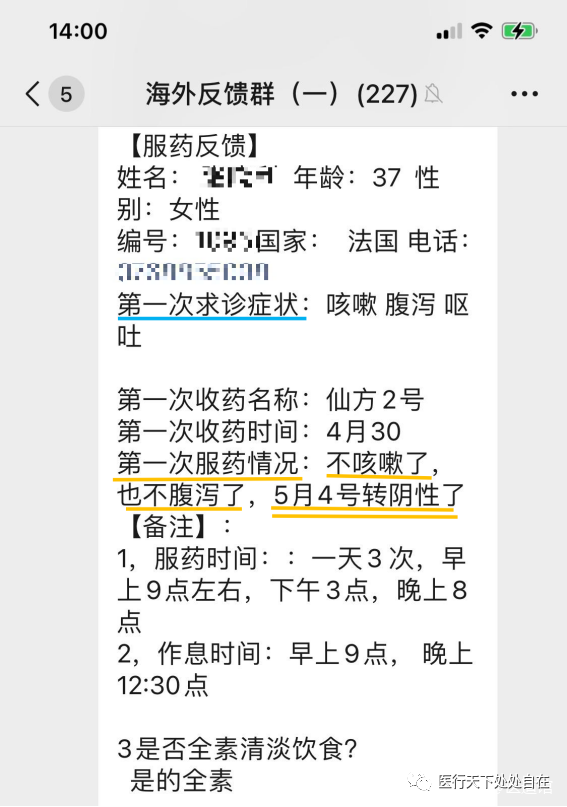 14:00
5
海外反馈群（一）(227)
【服药反馈】
姓名： 年龄：37 性
别：女性
编号： 国家： 法国 电话：
第一次求诊症状：咳嗽 腹泻 呕
吐
第一次收药名称：仙方2号
第一次收药时间：4月30
第一次服药情况：不咳嗽了，
也不腹泻了，5月4号转阴性了
【备注】：
1，服药时间：：一天3次，早
上9点左右，下午3点，晚上8
点
2，作息时间：早上9点， 晚上
12:30点
3是否全素清淡饮食？
是的全素
医行天下处处自在